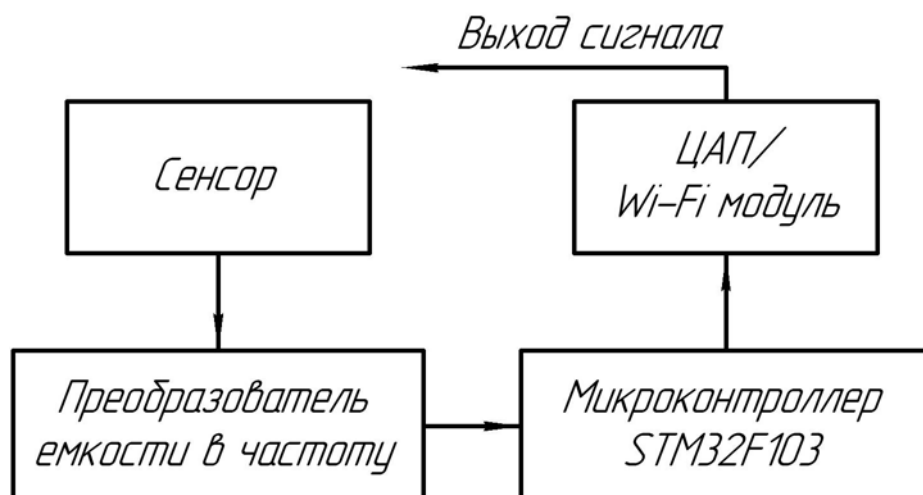 Выход сигнала
Сенсор
ЦАП/
Wi-Fi модуль
Преобразователь
емкости в частоту
Микроконтроллер
STM32F103